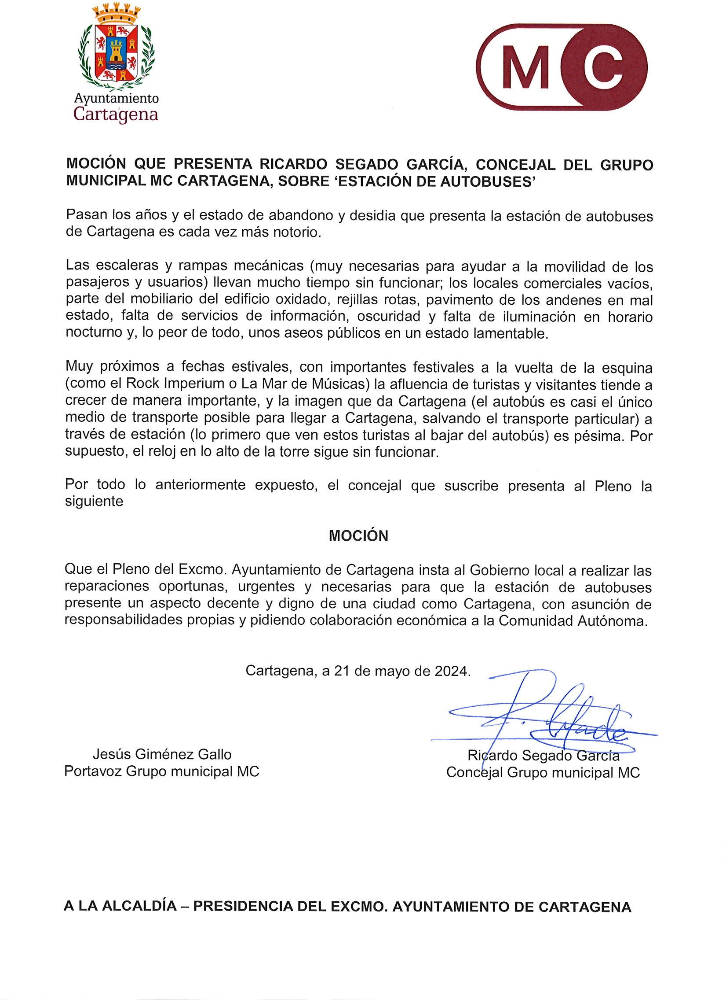 Ayuntamiento
Cartagena
MC
MOCIÓN QUE PRESENTA RICARDO SEGADO GARCÍA, CONCEJAL DEL GRUPO
MUNICIPAL MC CARTAGENA, SOBRE ‘ESTACIÓN DE AUTOBUSES’
Pasan los años y el estado de abandono y desidia que presenta la estación de autobuses
de Cartagena es cada vez más notorio.
Las escaleras y rampas mecánicas (muy necesarias para ayudar a la movilidad de los
pasajeros y usuarios) llevan mucho tiempo sin funcionar; los locales comerciales vacíos,
parte del mobiliario del edificio oxidado, rejillas rotas, pavimento de los andenes en mal
estado, falta de servicios de información, oscuridad y falta de iluminación en horario
nocturno y, lo peor de todo, unos aseos públicos en un estado lamentable.
Muy próximos a fechas estivales, con importantes festivales a la vuelta de la esquina
(como el Rock Imperium o La Mar de Músicas) la afluencia de turistas y visitantes tiende a
crecer de manera importante, y la imagen que da Cartagena (el autobús es casi el único
medio de transporte posible para llegar a Cartagena, salvando el transporte particular) a
través de estación (lo primero que ven estos turistas al bajar del autobús) es pésima. Por
supuesto, el reloj en lo alto de la torre sigue sin funcionar.
Por todo lo anteriormente expuesto, el concejal que suscribe presenta al Pleno la
siguiente
MOCIÓN
Que el Pleno del Excmo. Ayuntamiento de Cartagena insta al Gobierno local a realizar las
reparaciones oportunas, urgentes y necesarias para que la estación de autobuses
presente un aspecto decente y digno de una ciudad como Cartagena, con asunción de
responsabilidades propias y pidiendo colaboración económica a la Comunidad Autónoma.
Cartagena, a 21 de mayo de 2024.
R. Segado
Jesús Giménez Gallo
Portavoz Grupo municipal MC
Ricardo Segado García
Concejal Grupo municipal MC
A LA ALCALDÍA – PRESIDENCIA DEL EXCMO. AYUNTAMIENTO DE CARTAGENA